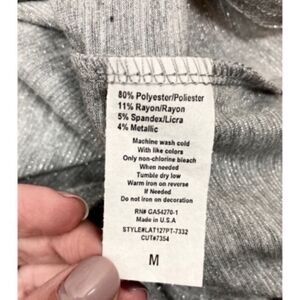 80% Polyester/Poliester
11% Rayon/Rayon
5% Spandex/Licra
4% Metallic
Machine wash cold
With like colors
Only non-chlorine bleach
When needed
Tumble dry low
Warm iron on reverse
If Needed
Do not iron on decoration
RN# GA54270-1
Made in U.S.A
STYLE#LAT127PT-7332
CUT#7354
M